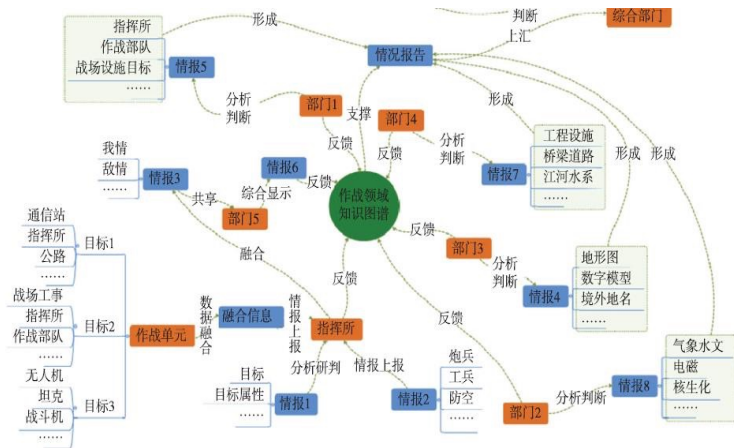 判断
综合部门
上汇
形成
指挥所
作战部队
战场设施目标
……
情报5
情况报告
分析
判断
部门1
支撑
部门4
形成
工程设施
桥梁道路
江河水系
……
形成
形成
反馈
反馈
分析
判断
情报7
我情
敌情
……
情报3
情报6
综合显示
反馈
共享
部门5
作战领域
知识图谱
反馈
部门3
分析
判断
情报4
地形图
数字模型
境外地名
……
通信站
指挥所
公路
……
目标1
融合
反馈
战场工事
指挥所
作战部队
……
目标2
作战单元
数据融合
融合信息
情报上报
指挥所
反馈
无人机
坦克
战斗机
……
目标3
分析研判
情报上报
目标
目标属性
……
情报1
炮兵
工兵
防空
……
情报2
部门2
分析判断
情报8
气象水文
电磁
核生化
……